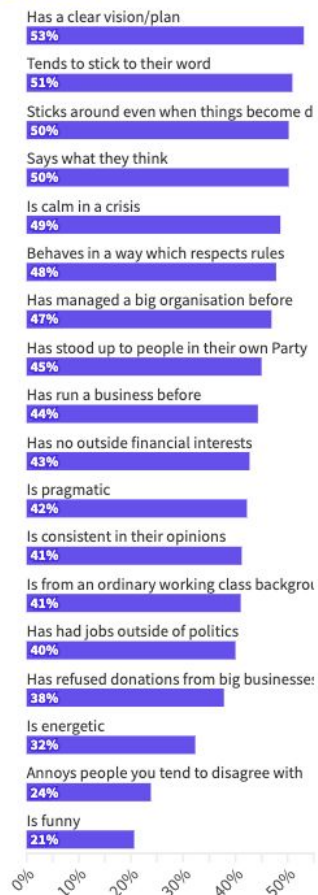 Has a clear vision/plan
53%
Tends to stick to their word
51%
Sticks around even when things become d
50%
Says what they think
50%
Is calm in a crisis
49%
Behaves in a way which respects rules
48%
Has managed a big organisation before
47%
Has stood up to people in their own Party
45%
Has run a business before
44%
Has no outside financial interests
43%
Is pragmatic
42%
Is consistent in their opinions
41%
Is from an ordinary working class backgrou
41%
Has had jobs outside of politics
40%
Has refused donations from big businesses
38%
Is energetic
32%
Annoys people you tend to disagree with
24%
Is funny
21%
0% 10% 20% 30% 40% 50%